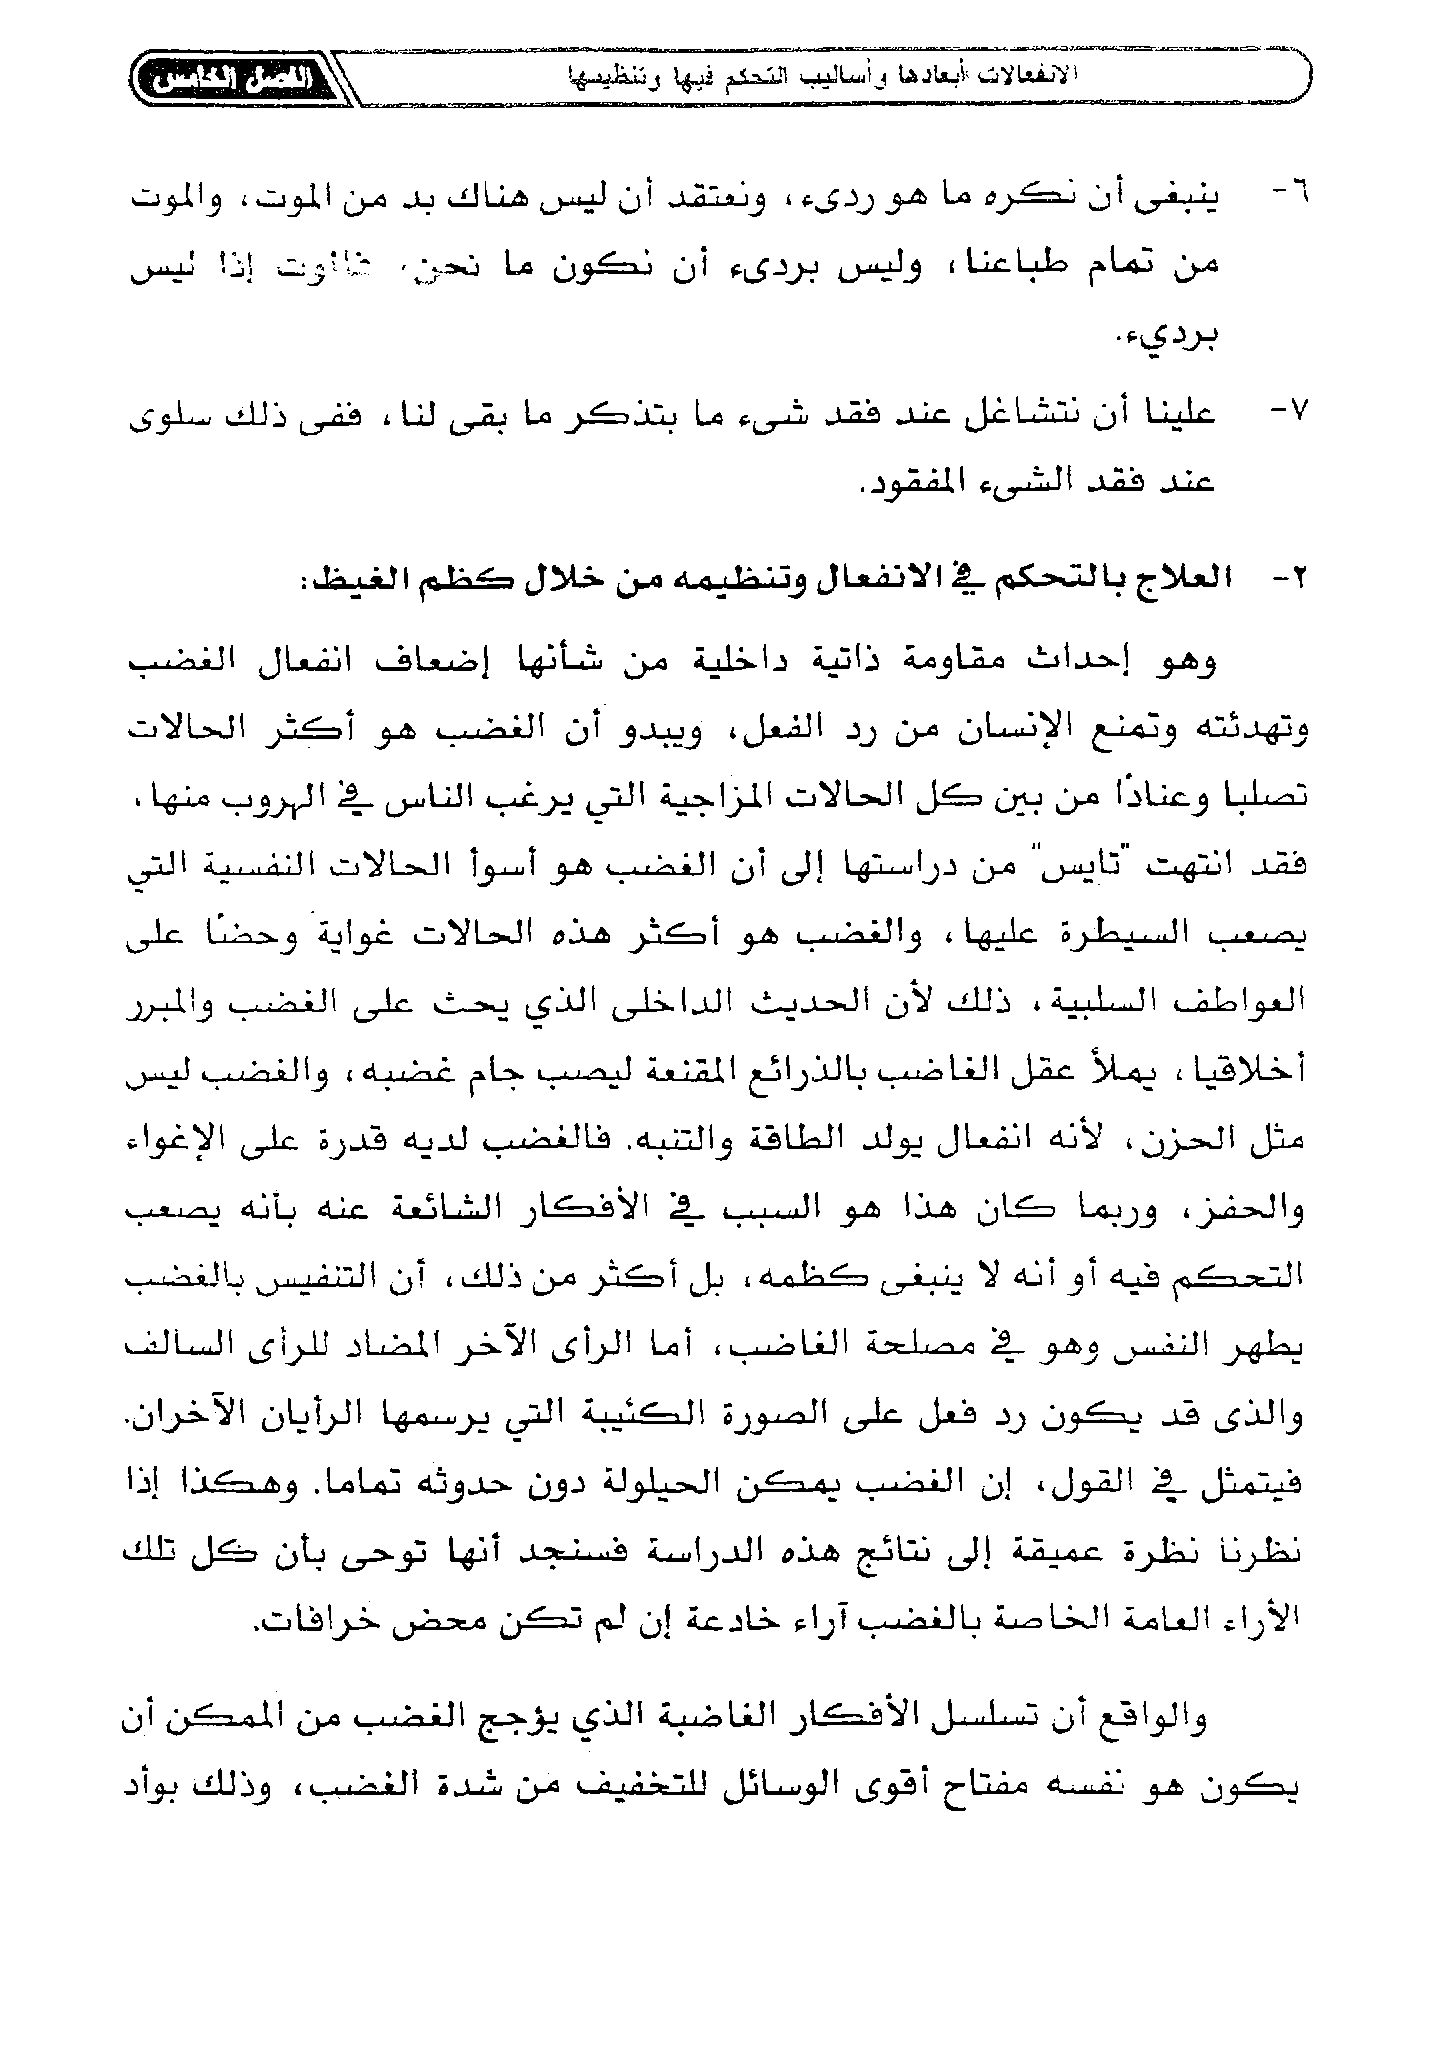 الانفعالات أبعادها وأساليب التحكم فيها وتنظيمها
الفصل الخامس
٦- ينبغى أن نكره ما هو ردىء، ونعتقد أن ليس هناك بد من الموت، والموت
من تمام طباعنا، وليس بردىء أن نكون ما نحن، فالموت إذا ليس
برديء.
٧- علينا أن نتشاغل عند فقد شىء ما بتذكر ما بقى لنا، ففى ذلك سلوى
عند فقد الشىء المفقود.
٢- العلاج بالتحكم في الانفعال وتنظيمه من خلال كظم الغيظ:
وهو إحداث مقاومة ذاتية داخلية من شأنها إضعاف انفعال الغضب
وتهدئته وتمنع الإنسان من رد الفعل، ويبدو أن الغضب هو أكثر الحالات
تصلبا وعنادًا من بين كل الحالات المزاجية التي يرغب الناس في الهروب منها،
فقد انتهت "تايس" من دراستها إلى أن الغضب هو أسوأ الحالات النفسية التي
يصعب السيطرة عليها، والغضب هو أكثر هذه الحالات غواية وحضًا على
العواطف السلبية، ذلك لأن الحديث الداخلى الذي يحث على الغضب والمبرر
أخلاقيا، يملأ عقل الغاضب بالذرائع المقنعة ليصب جام غضبه، والغضب ليس
مثل الحزن، لأنه انفعال يولد الطاقة والتنبه. فالغضب لديه قدرة على الإغواء
والحفز، وربما كان هذا هو السبب في الأفكار الشائعة عنه بأنه يصعب
التحكم فيه أو أنه لا ينبغى كظمه، بل أكثر من ذلك، أن التنفيس بالغضب
يطهر النفس وهو في مصلحة الغاضب، أما الرأى الآخر المضاد للرأى السالف
والذى قد يكون رد فعل على الصورة الكئيبة التي يرسمها الرأيان الآخران.
فيتمثل في القول، إن الغضب يمكن الحيلولة دون حدوثه تماما. وهكذا إذا
نظرنا نظرة عميقة إلى نتائج هذه الدراسة فسنجد أنها توحى بأن كل تلك
الأراء العامة الخاصة بالغضب آراء خادعة إن لم تكن محض خرافات.
والواقع أن تسلسل الأفكار الغاضبة الذي يؤجج الغضب من الممكن أن
يكون هو نفسه مفتاح أقوى الوسائل للتخفيف من شدة الغضب، وذلك بوأد